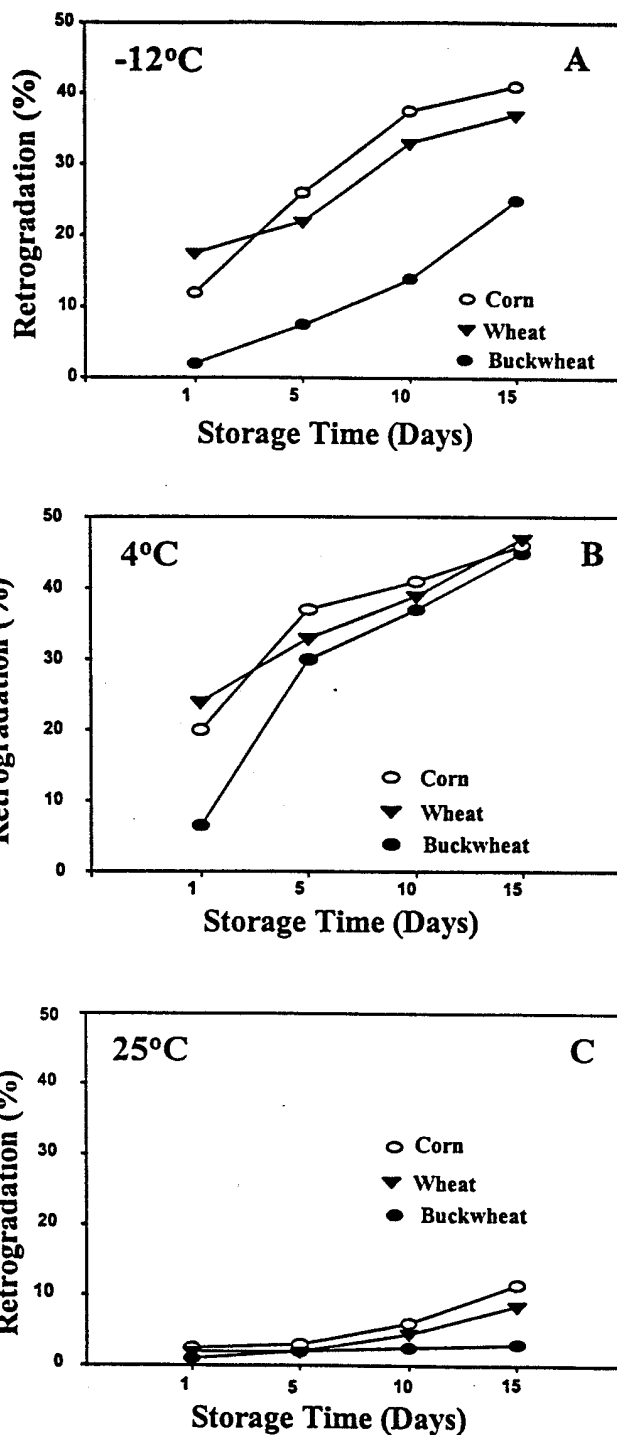 -12°C
A
Retrogradation (%)
50
40
30
20
10
0
Corn
Wheat
Buckwheat
1 5 10 15
Storage Time (Days)
4°C
B
Retrogradation (%)
50
40
30
20
10
0
Corn
Wheat
Buckwheat
1 5 10 15
Storage Time (Days)
25°C
C
Retrogradation (%)
50
40
30
20
10
0
Corn
Wheat
Buckwheat
1 5 10 15
Storage Time (Days)